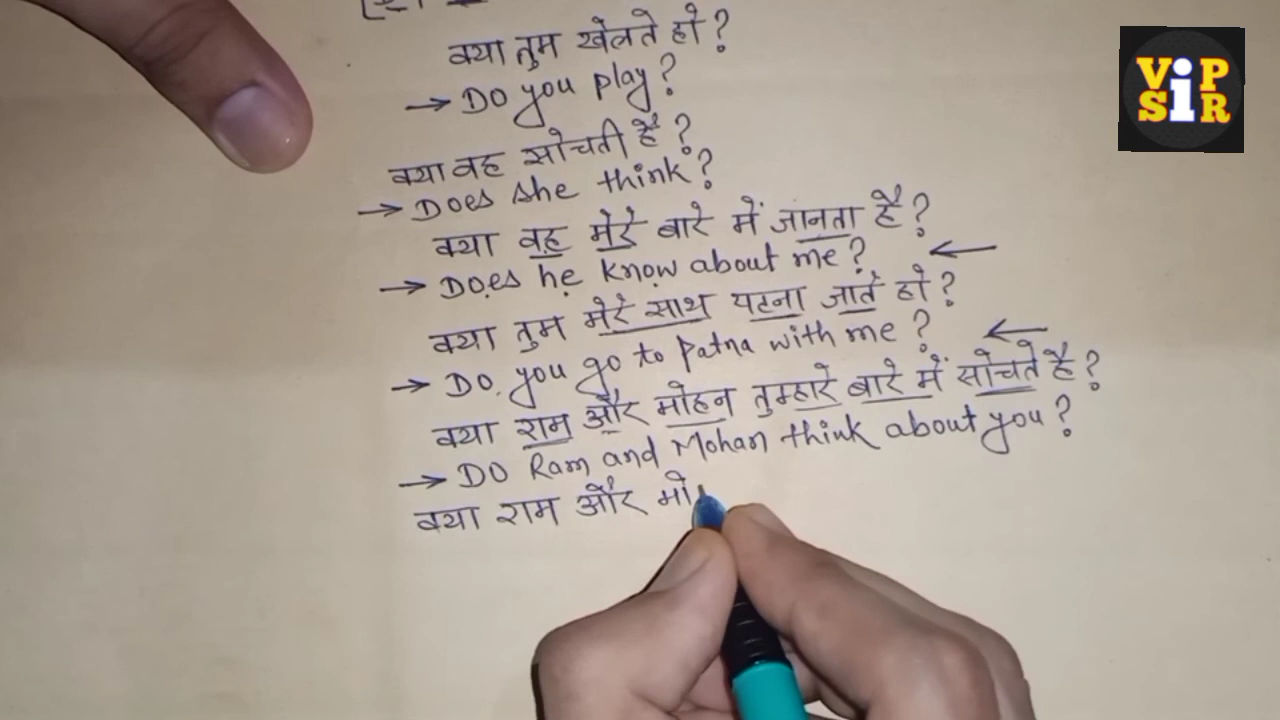 क्या तुम खेलते हो?
→ Do you play?
क्या वह सोचती है?
→ Does she think?
क्या वह मेरे बारे में जानता है?
→ Does he know about me? ←
क्या तुम मेरे साथ पटना जाते हो?
→ Do you go to Patna with me? ←
क्या राम और मोहन तुम्हारे बारे में सोचते है?
→ Do Ram and Mohan think about you?
क्या राम और मो
ViP
SiR